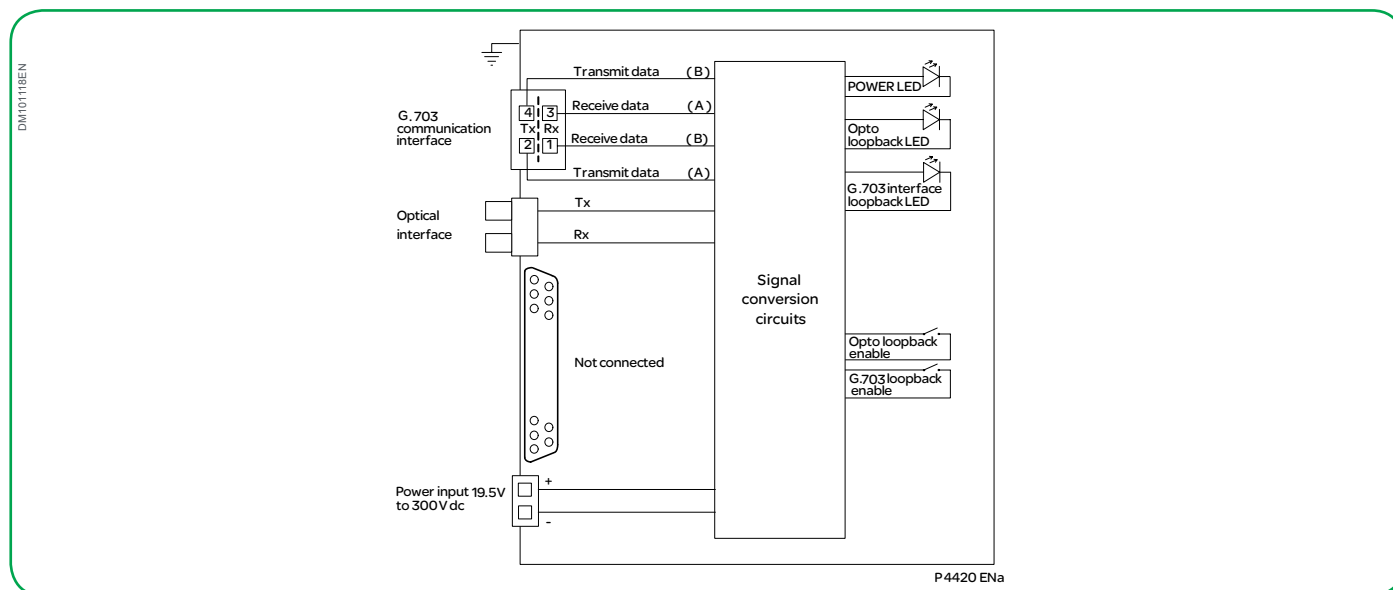 DM101118EN
G.703
communication
interface
4
3
Tx
Rx
2
1
Transmit data (B)
Receive data (A)
Receive data (B)
Transmit data (A)
Optical
interface
Tx
Rx
Not connected
Power input 19.5V
to 300V dc
+
-
Signal
conversion
circuits
POWER LED
Opto
loopback LED
G.703 interface
loopback LED
Opto loopback
enable
G.703 loopback
enable
P4420 ENa